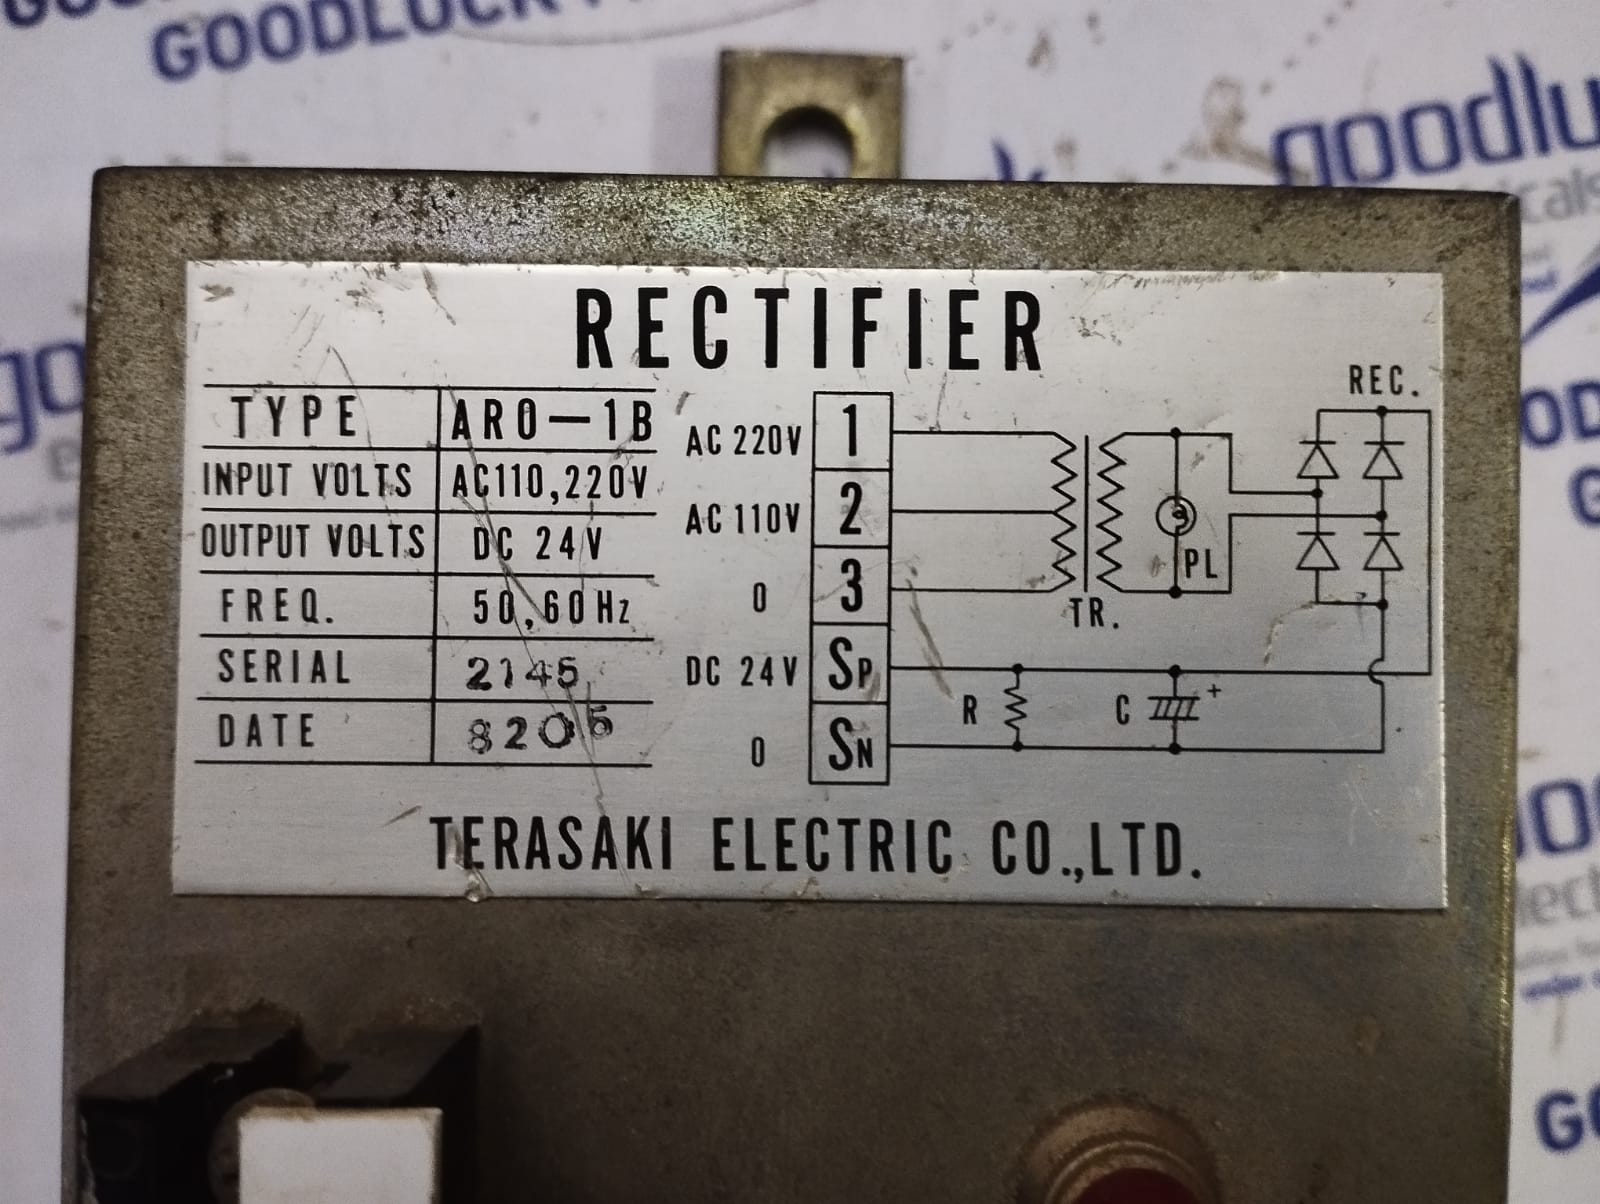 GOODLUCK
goodlu
RECTIFIER
TYPE ARO-1B
INPUT VOLTS AC110,220V
OUTPUT VOLTS DC 24V
FREQ. 50,60Hz
SERIAL 2145
DATE 8205
AC 220V 1
AC 110V 2
0 3
DC 24V SP
0 SN
TR.
PL
REC.
R
C +
TERASAKI ELECTRIC CO.,LTD.